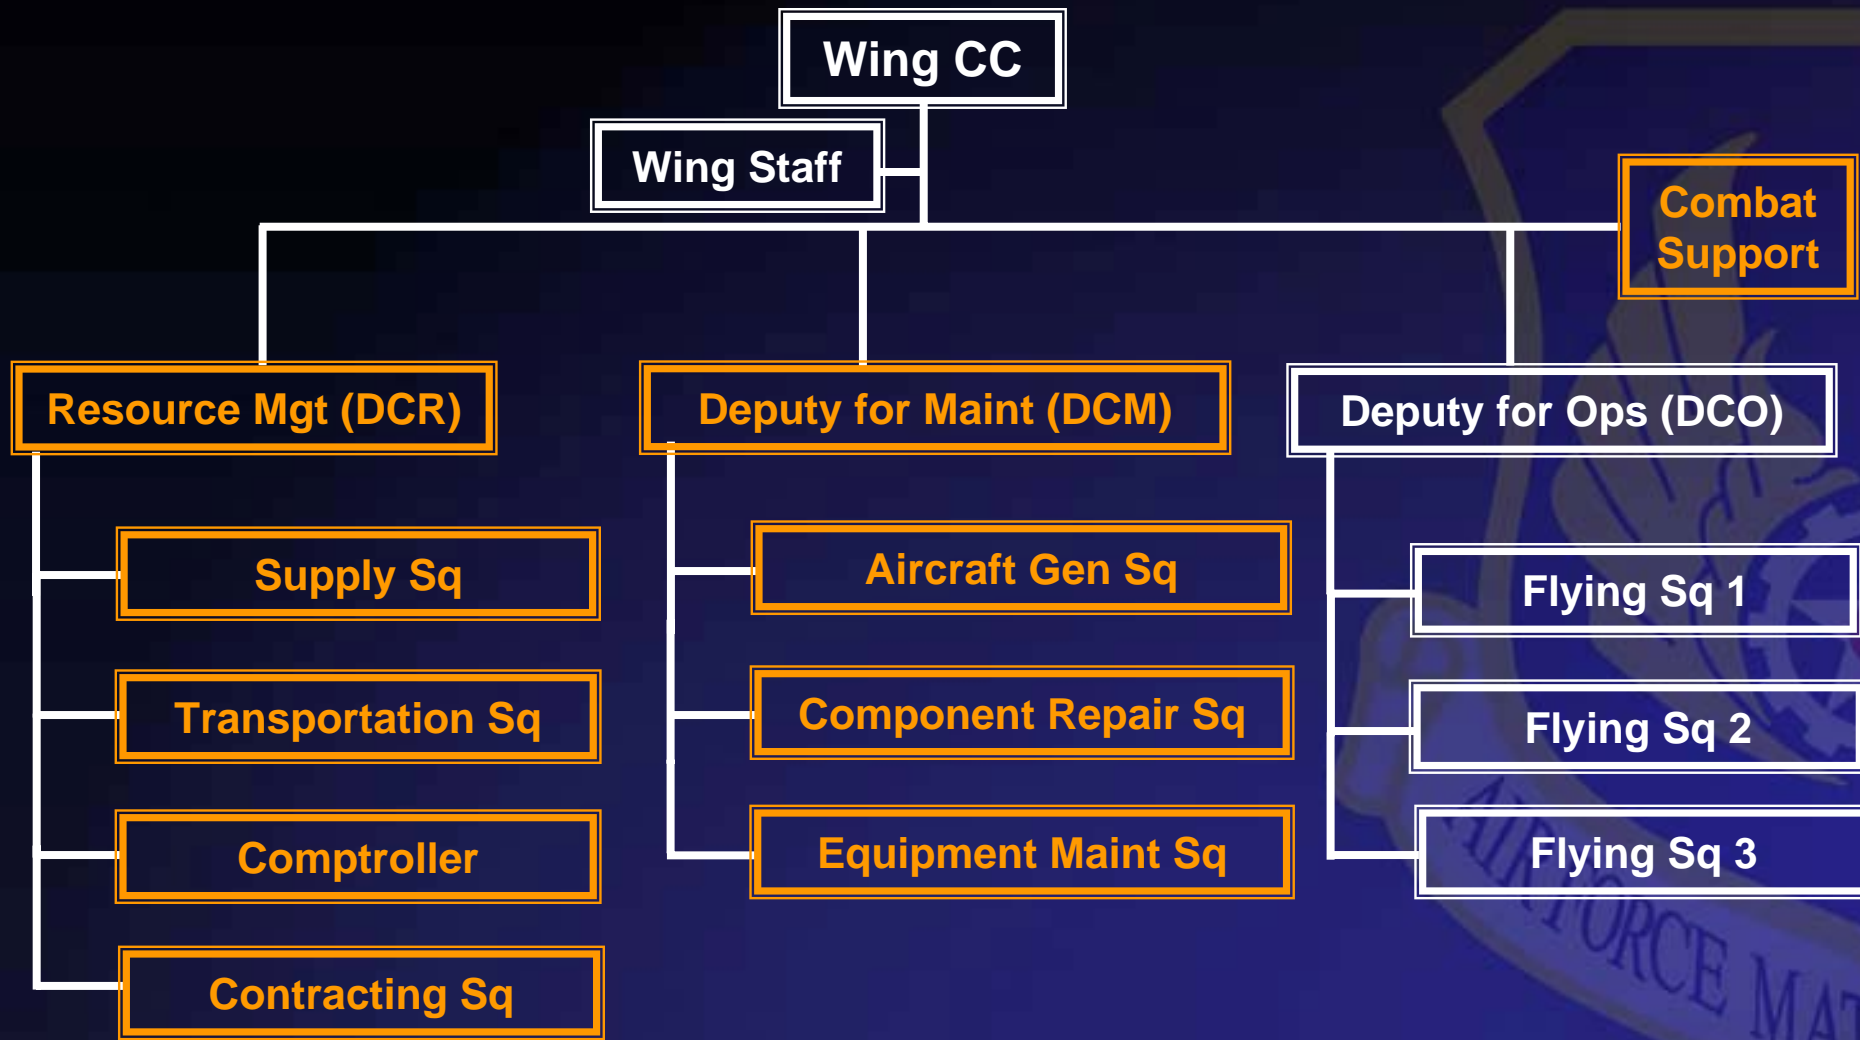 Wing CC
Wing Staff
Combat
Support
Resource Mgt (DCR)
Deputy for Maint (DCM)
Deputy for Ops (DCO)
Supply Sq
Aircraft Gen Sq
Flying Sq 1
Transportation Sq
Component Repair Sq
Flying Sq 2
Comptroller
Equipment Maint Sq
Flying Sq 3
Contracting Sq
AIR FORCE